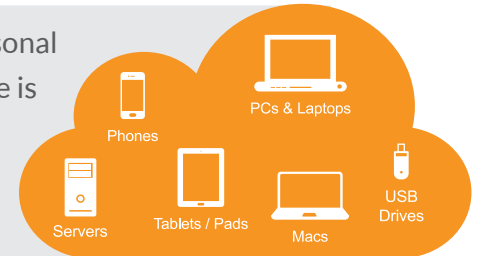 sonal
e is
PCs & Laptops
Phones
Servers
Tablets / Pads
Macs
USB
Drives